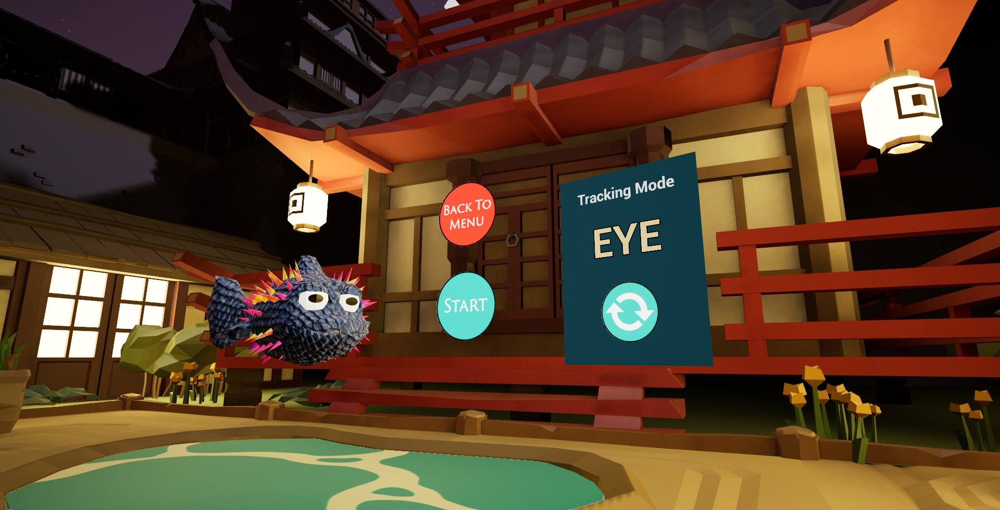 Back To
Menu
Start
Tracking Mode
EYE